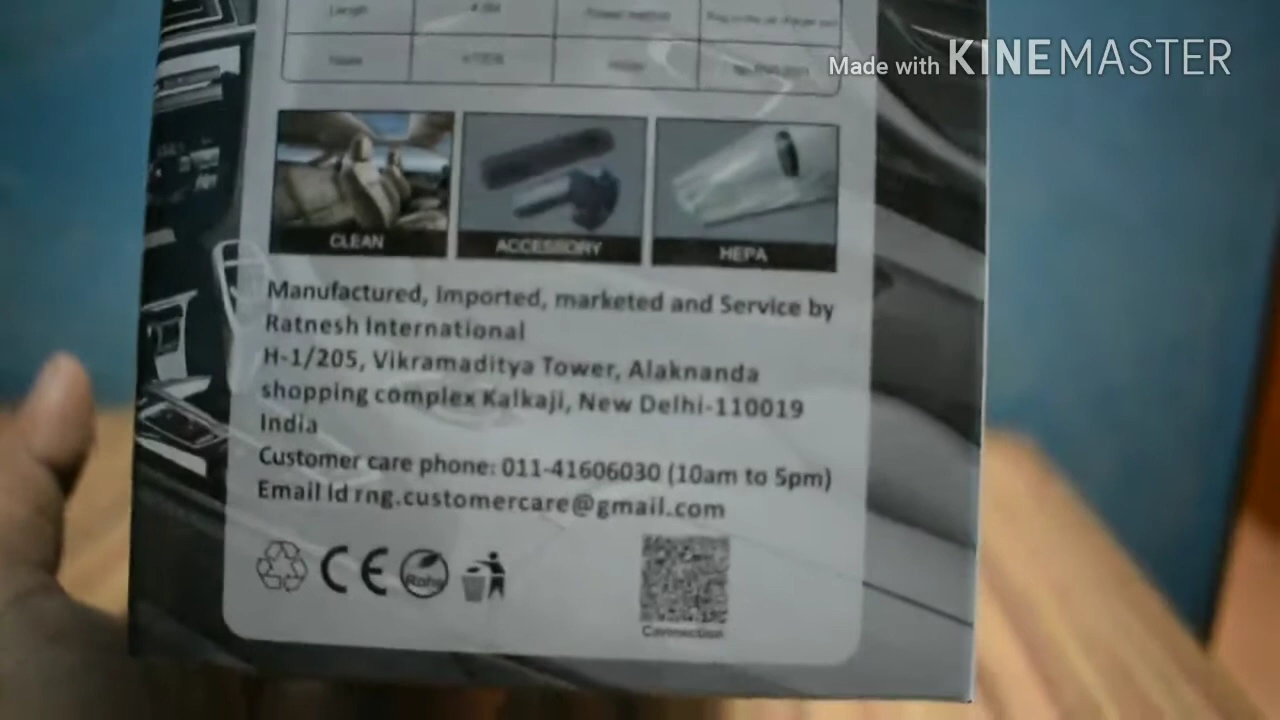 Made with KINEMASTER
Length
CLEAN
ACCESSORY
HEPA
Manufactured, Imported, marketed and Service by
Ratnesh International
H-1/205, Vikramaditya Tower, Alaknanda
shopping complex Kalkaji, New Delhi-110019
India
Customer care phone: 011-41606030 (10am to 5pm)
Email Id rng.customercare@gmail.com
CE
RoHs
Connection